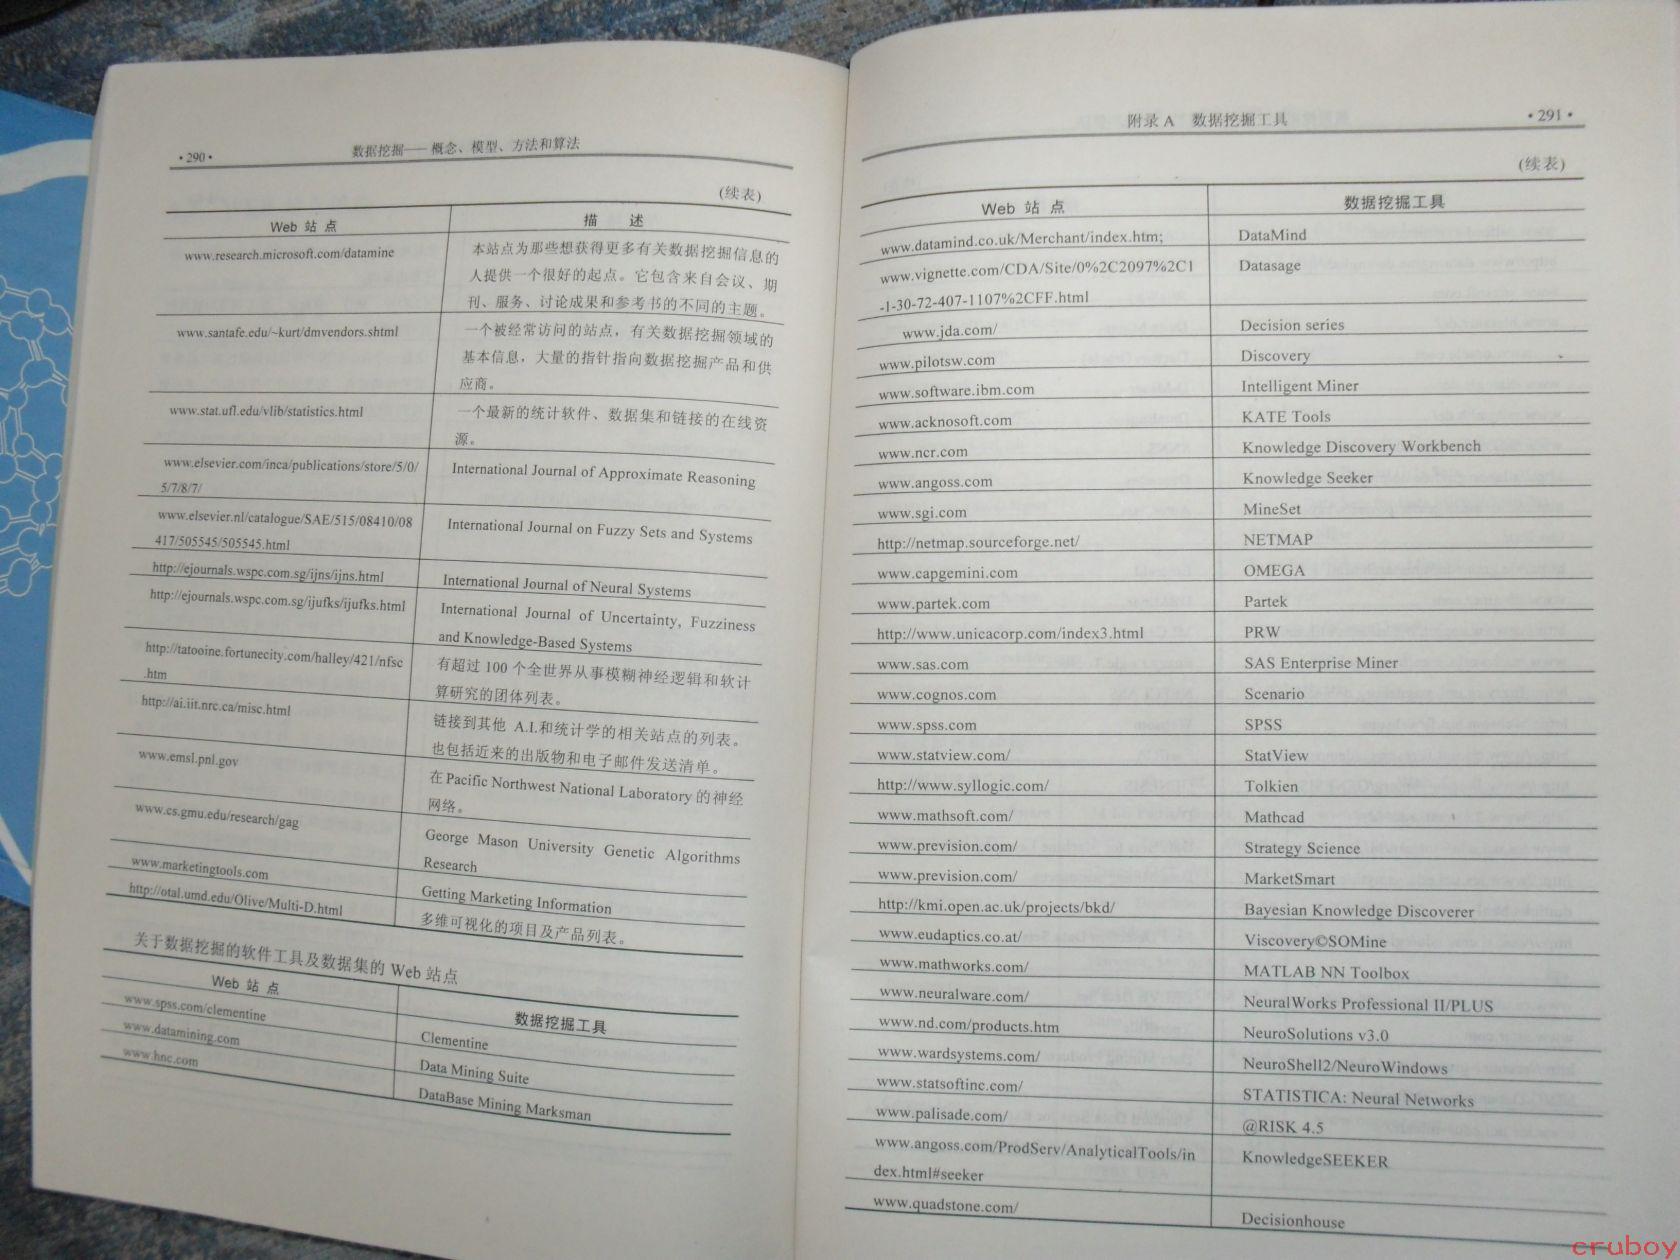 ·290·
数据挖掘——概念、模型、方法和算法
(续表)
Web 站 点
描 述
www.research.microsoft.com/datamine
本站点为那些想获得更多有关数据挖掘信息的
人提供一个很好的起点。它包含来自会议、期
刊、服务、讨论成果和参考书的不同的主题。
www.santafe.edu/~kurt/dmvendors.shtml
一个被经常访问的站点，有关数据挖掘领域的
基本信息，大量的指针指向数据挖掘产品和供
应商。
www.stat.ufl.edu/vlib/statistics.html
一个最新的统计软件、数据集和链接的在线资
源。
www.elsevier.com/inca/publications/store/5/0/
5/7/8/7/
International Journal of Approximate Reasoning
www.elsevier.nl/catalogue/SAE/515/08410/08
417/505545/505545.html
International Journal on Fuzzy Sets and Systems
http://ejournals.wspc.com.sg/ijns/ijns.html
International Journal of Neural Systems
http://ejournals.wspc.com.sg/ijufks/ijufks.html
International Journal of Uncertainty, Fuzziness
and Knowledge-Based Systems
http://tatooine.fortunecity.com/halley/421/nfsc
.htm
有超过 100 个全世界从事模糊神经逻辑和软计
算研究的团体列表。
http://ai.iit.nrc.ca/misc.html
链接到其他 A.I.和统计学的相关站点的列表。
也包括近来的出版物和电子邮件发送清单。
www.emsl.pnl.gov
在 Pacific Northwest National Laboratory 的神经
网络。
www.cs.gmu.edu/research/gag
George Mason University Genetic Algorithms
Research
www.marketingtools.com
Getting Marketing Information
http://otal.umd.edu/Olive/Multi-D.html
多维可视化的项目及产品列表。
关于数据挖掘的软件工具及数据集的 Web 站点
Web 站 点
数据挖掘工具
www.spss.com/clementine
Clementine
www.datamining.com
Data Mining Suite
www.hnc.com
DataBase Mining Marksman
附录 A 数据挖掘工具
·291·
(续表)
Web 站 点
数据挖掘工具
www.datamind.co.uk/Merchant/index.htm;
DataMind
www.vignette.com/CDA/Site/0%2C2097%2C1
-1-30-72-407-1107%2CFF.html
Datasage
www.jda.com/
Decision series
www.pilotsw.com
Discovery
www.software.ibm.com
Intelligent Miner
www.acknosoft.com
KATE Tools
www.ncr.com
Knowledge Discovery Workbench
www.angoss.com
Knowledge Seeker
www.sgi.com
MineSet
http://netmap.sourceforge.net/
NETMAP
www.capgemini.com
OMEGA
www.partek.com
Partek
http://www.unicacorp.com/index3.html
PRW
www.sas.com
SAS Enterprise Miner
www.cognos.com
Scenario
www.spss.com
SPSS
www.statview.com/
StatView
http://www.syllogic.com/
Tolkien
www.mathsoft.com/
Mathcad
www.prevision.com/
Strategy Science
www.prevision.com/
MarketSmart
http://kmi.open.ac.uk/projects/bkd/
Bayesian Knowledge Discoverer
www.eudaptics.co.at/
Viscovery©SOMine
www.mathworks.com/
MATLAB NN Toolbox
www.neuralware.com/
NeuralWorks Professional II/PLUS
www.nd.com/products.htm
NeuroSolutions v3.0
www.wardsystems.com/
NeuroShell2/NeuroWindows
www.statsoftinc.com/
STATISTICA: Neural Networks
www.palisade.com/
@RISK 4.5
www.angoss.com/ProdServ/AnalyticalTools/in
dex.html#seeker
KnowledgeSEEKER
www.quadstone.com/
Decisionhouse
cruboy